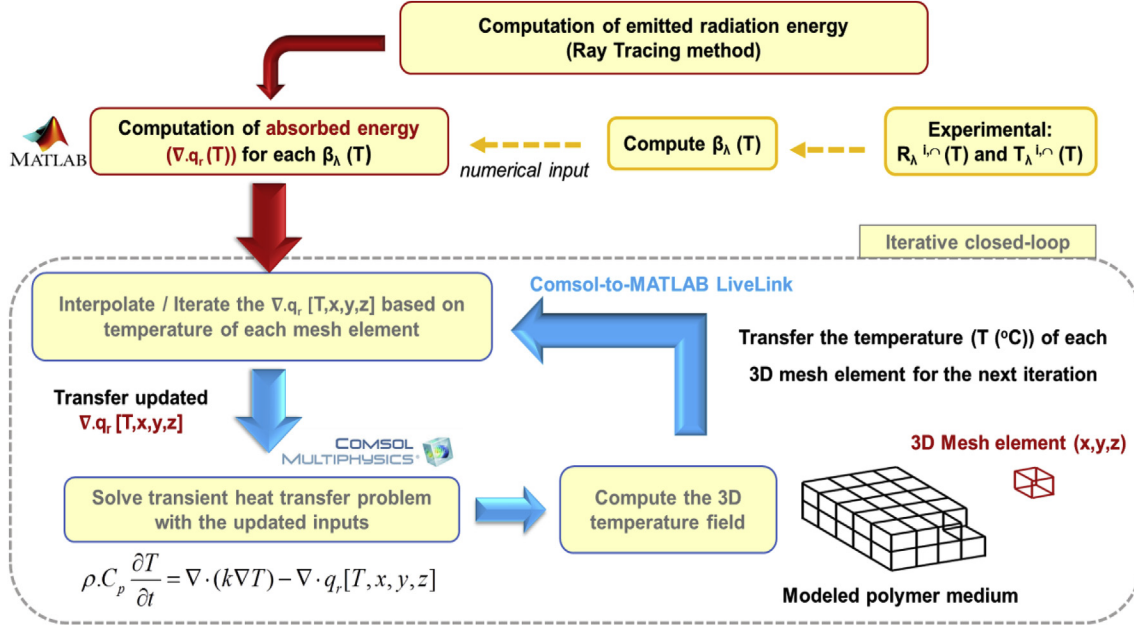 Computation of emitted radiation energy
(Ray Tracing method)
MATLAB
Computation of absorbed energy
(∇.qᵣ (T)) for each βλ (T)
numerical input
Compute βλ (T)
Experimental:
Rλ ⁱ,∩ (T) and Tλ ⁱ,∩ (T)
Iterative closed-loop
Interpolate / Iterate the ∇.qᵣ [T,x,y,z] based on
temperature of each mesh element
Comsol-to-MATLAB LiveLink
Transfer the temperature (T (ºC)) of each
3D mesh element for the next iteration
Transfer updated
∇.qᵣ [T,x,y,z]
COMSOL
MULTIPHYSICS®
3D Mesh element (x,y,z)
Solve transient heat transfer problem
with the updated inputs
Compute the 3D
temperature field
ρ.Cₚ ∂T/∂t = ∇·(k∇T) − ∇·qᵣ[T, x, y, z]
Modeled polymer medium